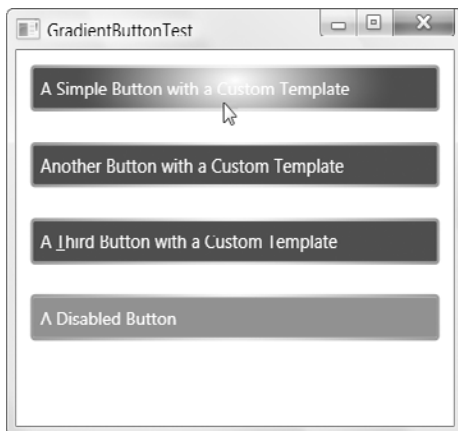 GradientButtonTest
A Simple Button with a Custom Template
Another Button with a Custom Template
A Third Button with a Custom Template
A Disabled Button